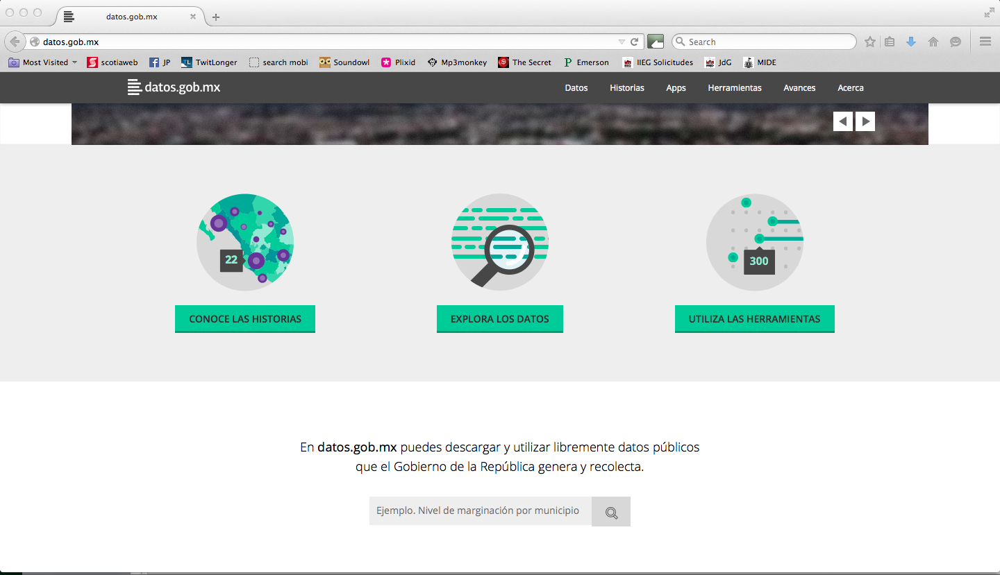 datos.gob.mx
datos.gob.mx
Search
Most Visited scotiaweb JP TwitLonger search mobi Soundowl Plixid Mp3monkey The Secret Emerson IIEG Solicitudes JdG MIDE
datos.gob.mx Datos Historias Apps Herramientas Avances Acerca
22
300
CONOCE LAS HISTORIAS
EXPLORA LOS DATOS
UTILIZA LAS HERRAMIENTAS
En datos.gob.mx puedes descargar y utilizar libremente datos públicos
que el Gobierno de la República genera y recolecta.
Ejemplo. Nivel de marginación por municipio